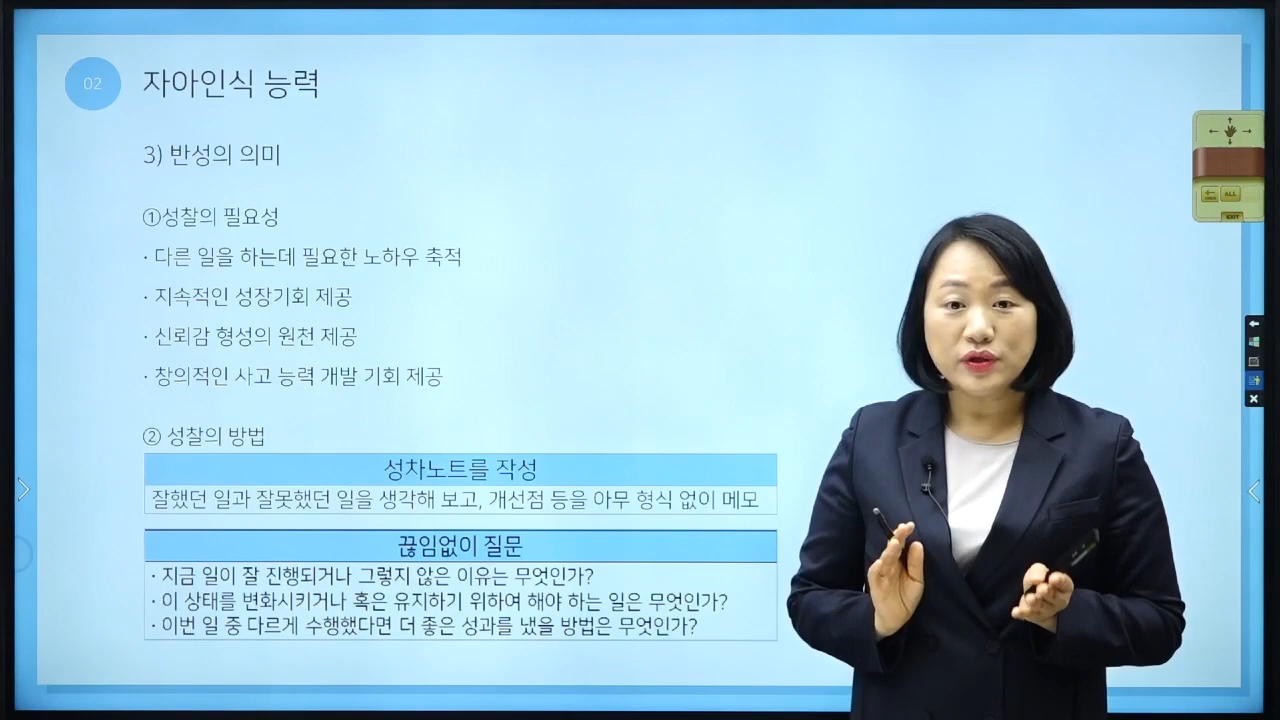 02
자아인식 능력
3) 반성의 의미
①성찰의 필요성
· 다른 일을 하는데 필요한 노하우 축적
· 지속적인 성장기회 제공
· 신뢰감 형성의 원천 제공
· 창의적인 사고 능력 개발 기회 제공
② 성찰의 방법
성차노트를 작성
잘했던 일과 잘못했던 일을 생각해 보고, 개선점 등을 아무 형식 없이 메모
끊임없이 질문
· 지금 일이 잘 진행되거나 그렇지 않은 이유는 무엇인가?
· 이 상태를 변화시키거나 혹은 유지하기 위하여 해야 하는 일은 무엇인가?
· 이번 일 중 다르게 수행했다면 더 좋은 성과를 냈을 방법은 무엇인가?
ALL
EXIT